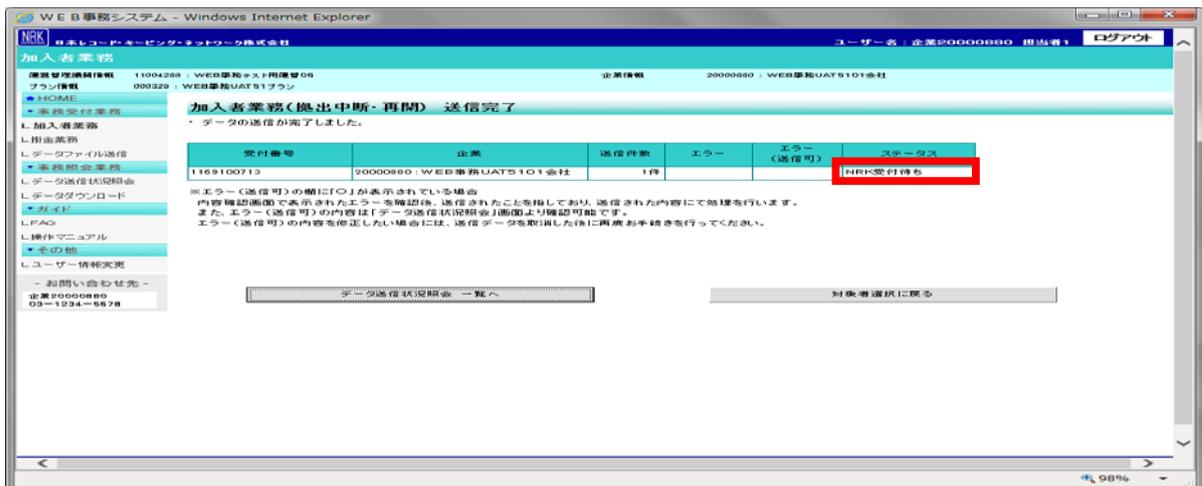 WEB事務システム - Windows Internet Explorer
NRK 日本レコード・キーピング・ネットワーク株式会社
ユーザー名：企業20000880 担当者1
ログアウト
加入者業務
運営管理機関情報 11004288：WEB事務テスト用運管06
企業情報 20000880：WEB事務UAT5101会社
プラン情報 000329：WEB事務UAT51プラン
HOME
▼事務受付業務
∟加入者業務
∟掛金業務
∟データファイル送信
▼事務照会業務
∟データ送信状況照会
∟データダウンロード
▼ガイド
∟FAQ
∟操作マニュアル
▼その他
∟ユーザー情報変更
- お問い合わせ先 -
企業20000880
03-1234-5678
加入者業務(拠出中断・再開) 送信完了
・ データの送信が完了しました。
受付番号 企業 送信件数 エラー エラー(送信可) ステータス
1169100713 20000880：WEB事務UAT5101会社 1件 NRK受付待ち
※エラー(送信可)の欄に「○」が表示されている場合
内容確認画面で表示されたエラーを確認後、送信されたことを指しており、送信された内容にて処理を行います。
また、エラー(送信可)の内容は「データ送信状況照会」画面より確認可能です。
エラー(送信可)の内容を修正したい場合には、送信データを取消した後に再度お手続きを行ってください。
データ送信状況照会 一覧へ
対象者選択に戻る
98%